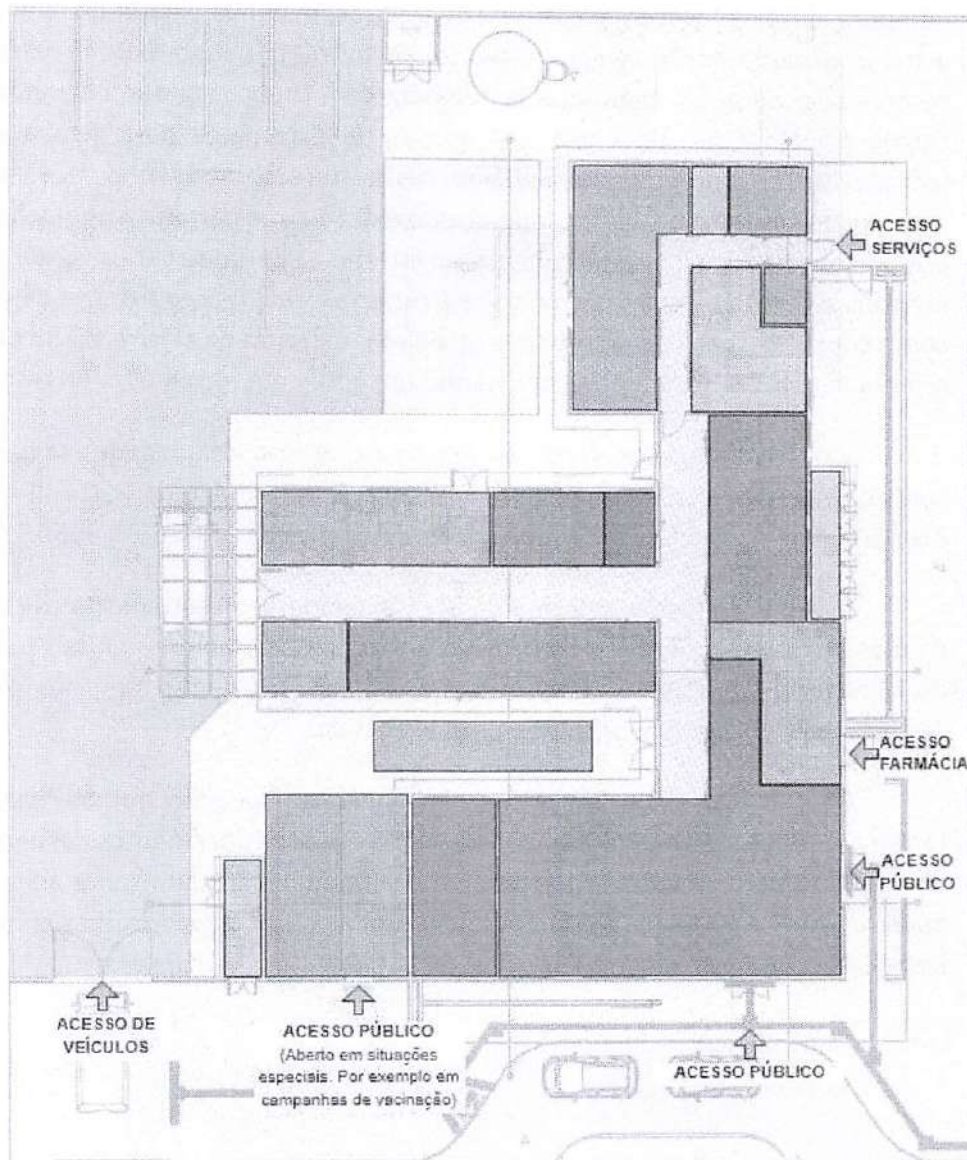 ACESSO
SERVIÇOS
ACESSO
FARMÁCIA
ACESSO
PÚBLICO
ACESSO DE
VEÍCULOS
ACESSO PÚBLICO
(Aberto em situações
especiais. Por exemplo em
campanhas de vacinação)
ACESSO PÚBLICO